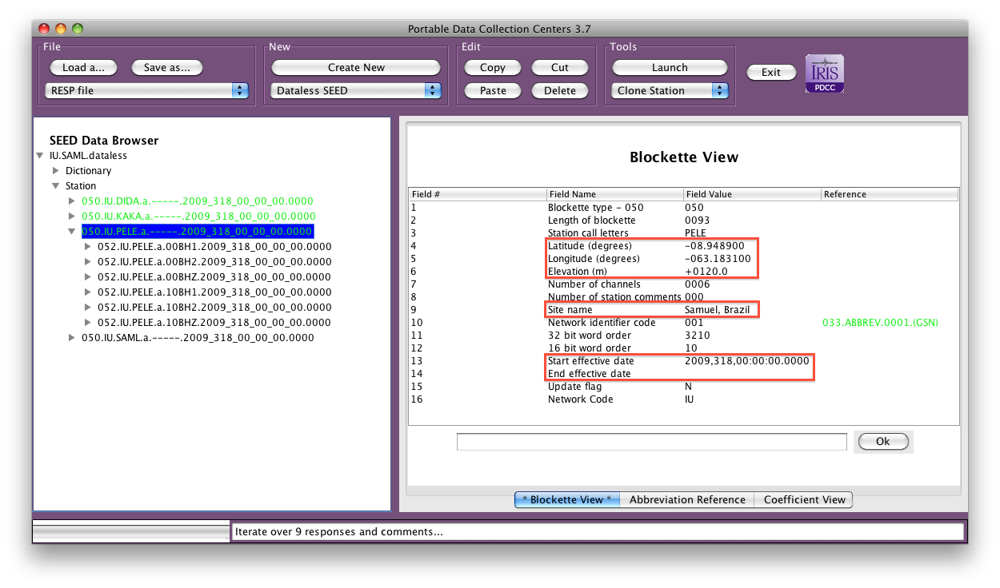 Portable Data Collection Centers 3.7
File New Edit Tools
Load a... Save as... Create New Copy Cut Launch Exit IRIS PDCC
RESP file Dataless SEED Paste Delete Clone Station
SEED Data Browser
IU.SAML.dataless
Dictionary
Station
050.IU.DIDA.a.-----.2009_318_00_00_00.0000
050.IU.KAKA.a.-----.2009_318_00_00_00.0000
050.IU.PELE.a.-----.2009_318_00_00_00.0000
052.IU.PELE.a.00BH1.2009_318_00_00_00.0000
052.IU.PELE.a.00BH2.2009_318_00_00_00.0000
052.IU.PELE.a.00BHZ.2009_318_00_00_00.0000
052.IU.PELE.a.10BH1.2009_318_00_00_00.0000
052.IU.PELE.a.10BH2.2009_318_00_00_00.0000
052.IU.PELE.a.10BHZ.2009_318_00_00_00.0000
050.IU.SAML.a.-----.2009_318_00_00_00.0000
Blockette View
Field # Field Name Field Value Reference
1 Blockette type - 050 050
2 Length of blockette 0093
3 Station call letters PELE
4 Latitude (degrees) -08.948900
5 Longitude (degrees) -063.183100
6 Elevation (m) +0120.0
7 Number of channels 0006
8 Number of station comments 000
9 Site name Samuel, Brazil
10 Network identifier code 001 033.ABBREV.0001.(GSN)
11 32 bit word order 3210
12 16 bit word order 10
13 Start effective date 2009,318,00:00:00.0000
14 End effective date
15 Update flag N
16 Network Code IU
Ok
* Blockette View * Abbreviation Reference Coefficient View
Iterate over 9 responses and comments...